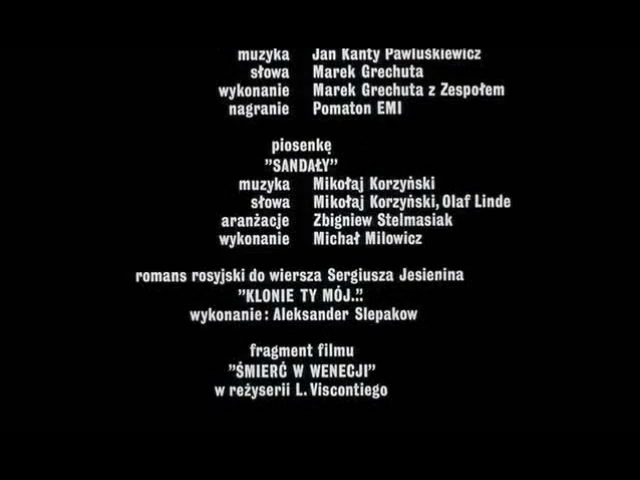 muzyka Jan Kanty Pawluśkiewicz
słowa Marek Grechuta
wykonanie Marek Grechuta z Zespołem
nagranie Pomaton EMI
piosenkę
"SANDAŁY"
muzyka Mikołaj Korzyński
słowa Mikołaj Korzyński, Olaf Linde
aranżacje Zbigniew Stelmasiak
wykonanie Michał Milowicz
romans rosyjski do wiersza Sergiusza Jesienina
"KLONIE TY MÓJ..."
wykonanie: Aleksander Slepakow
fragment filmu
"ŚMIERĆ W WENECJI"
w reżyserii L. Viscontiego